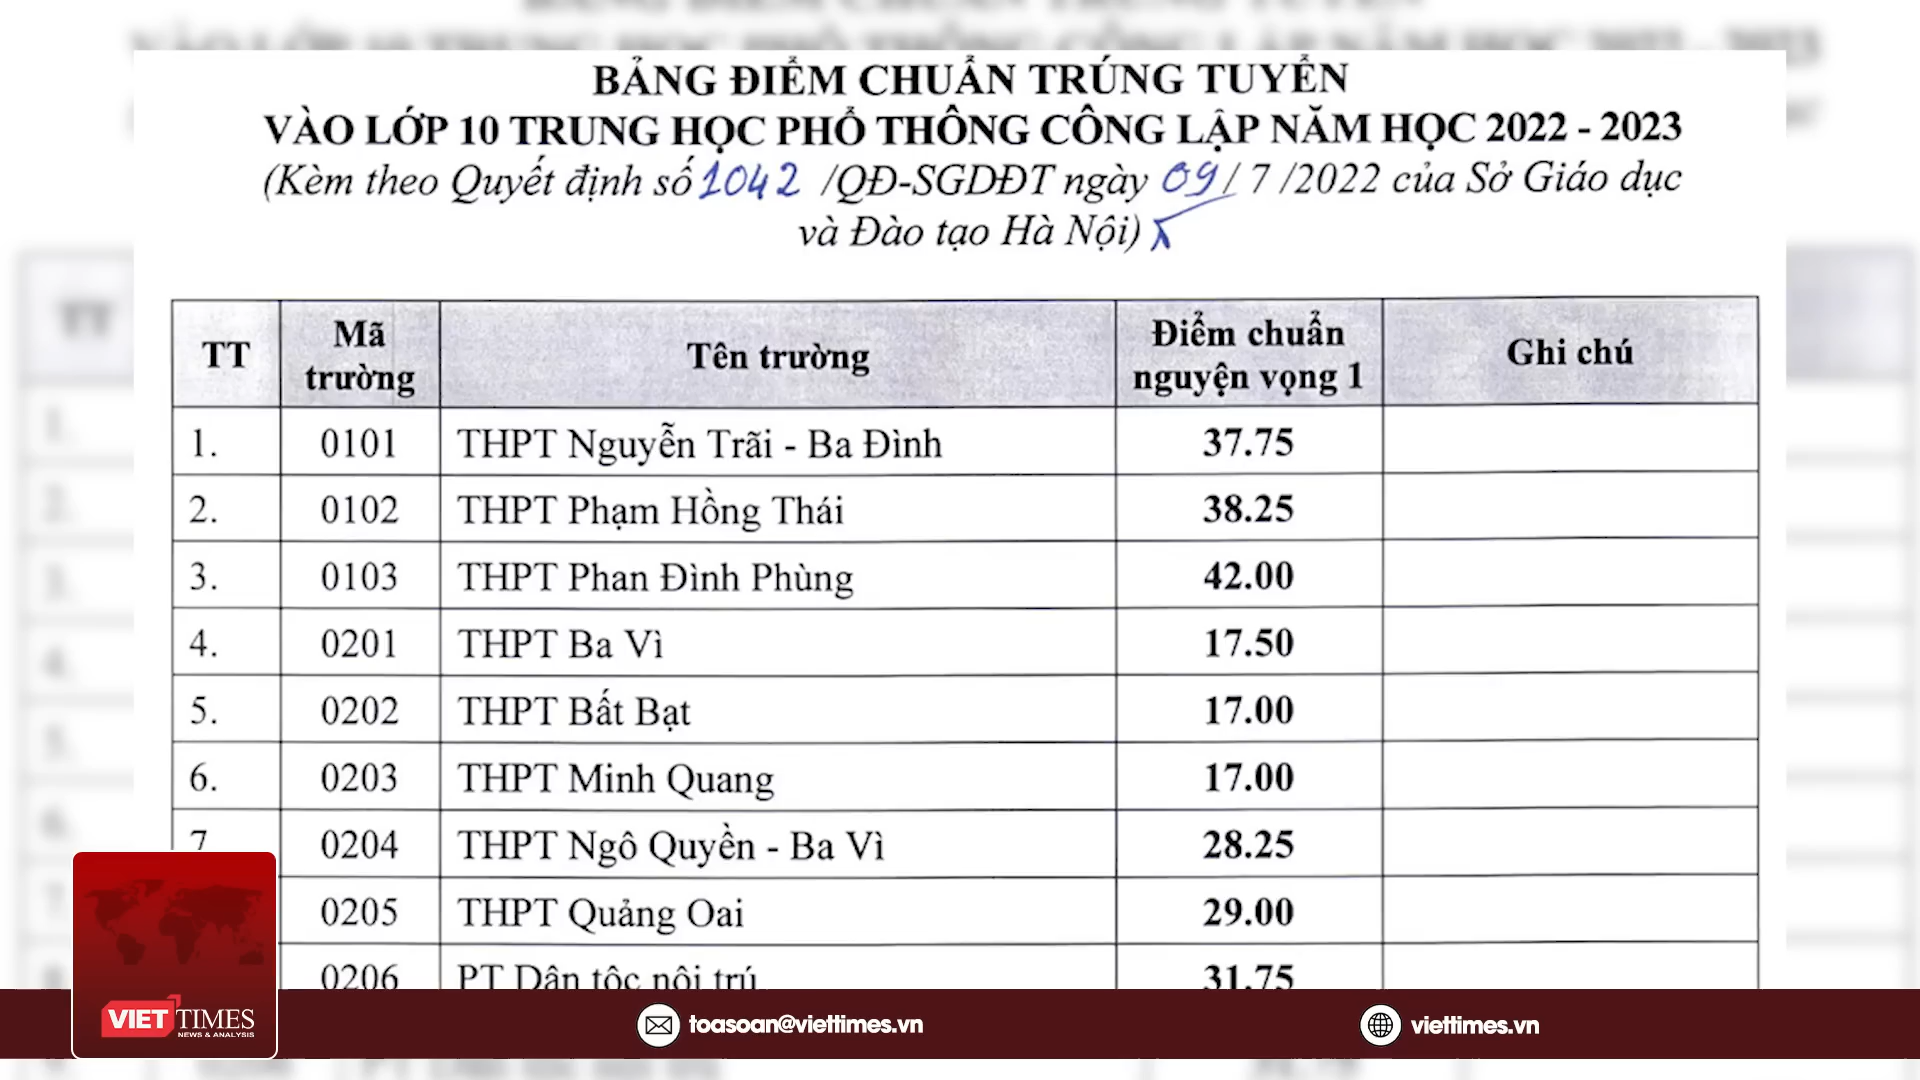 BẢNG ĐIỂM CHUẨN TRÚNG TUYỂN
VÀO LỚP 10 TRUNG HỌC PHỔ THÔNG CÔNG LẬP NĂM HỌC 2022 - 2023
(Kèm theo Quyết định số 1042 /QĐ-SGDĐT ngày 09/ 7 /2022 của Sở Giáo dục
và Đào tạo Hà Nội)
TT Mã trường Tên trường Điểm chuẩn nguyện vọng 1 Ghi chú
1. 0101 THPT Nguyễn Trãi - Ba Đình 37.75
2. 0102 THPT Phạm Hồng Thái 38.25
3. 0103 THPT Phan Đình Phùng 42.00
4. 0201 THPT Ba Vì 17.50
5. 0202 THPT Bất Bạt 17.00
6. 0203 THPT Minh Quang 17.00
7 0204 THPT Ngô Quyền - Ba Vì 28.25
0205 THPT Quảng Oai 29.00
0206 PT Dân tộc nội trú 31.75
VIETTIMES
NEWS & ANALYSIS
toasoan@viettimes.vn
viettimes.vn